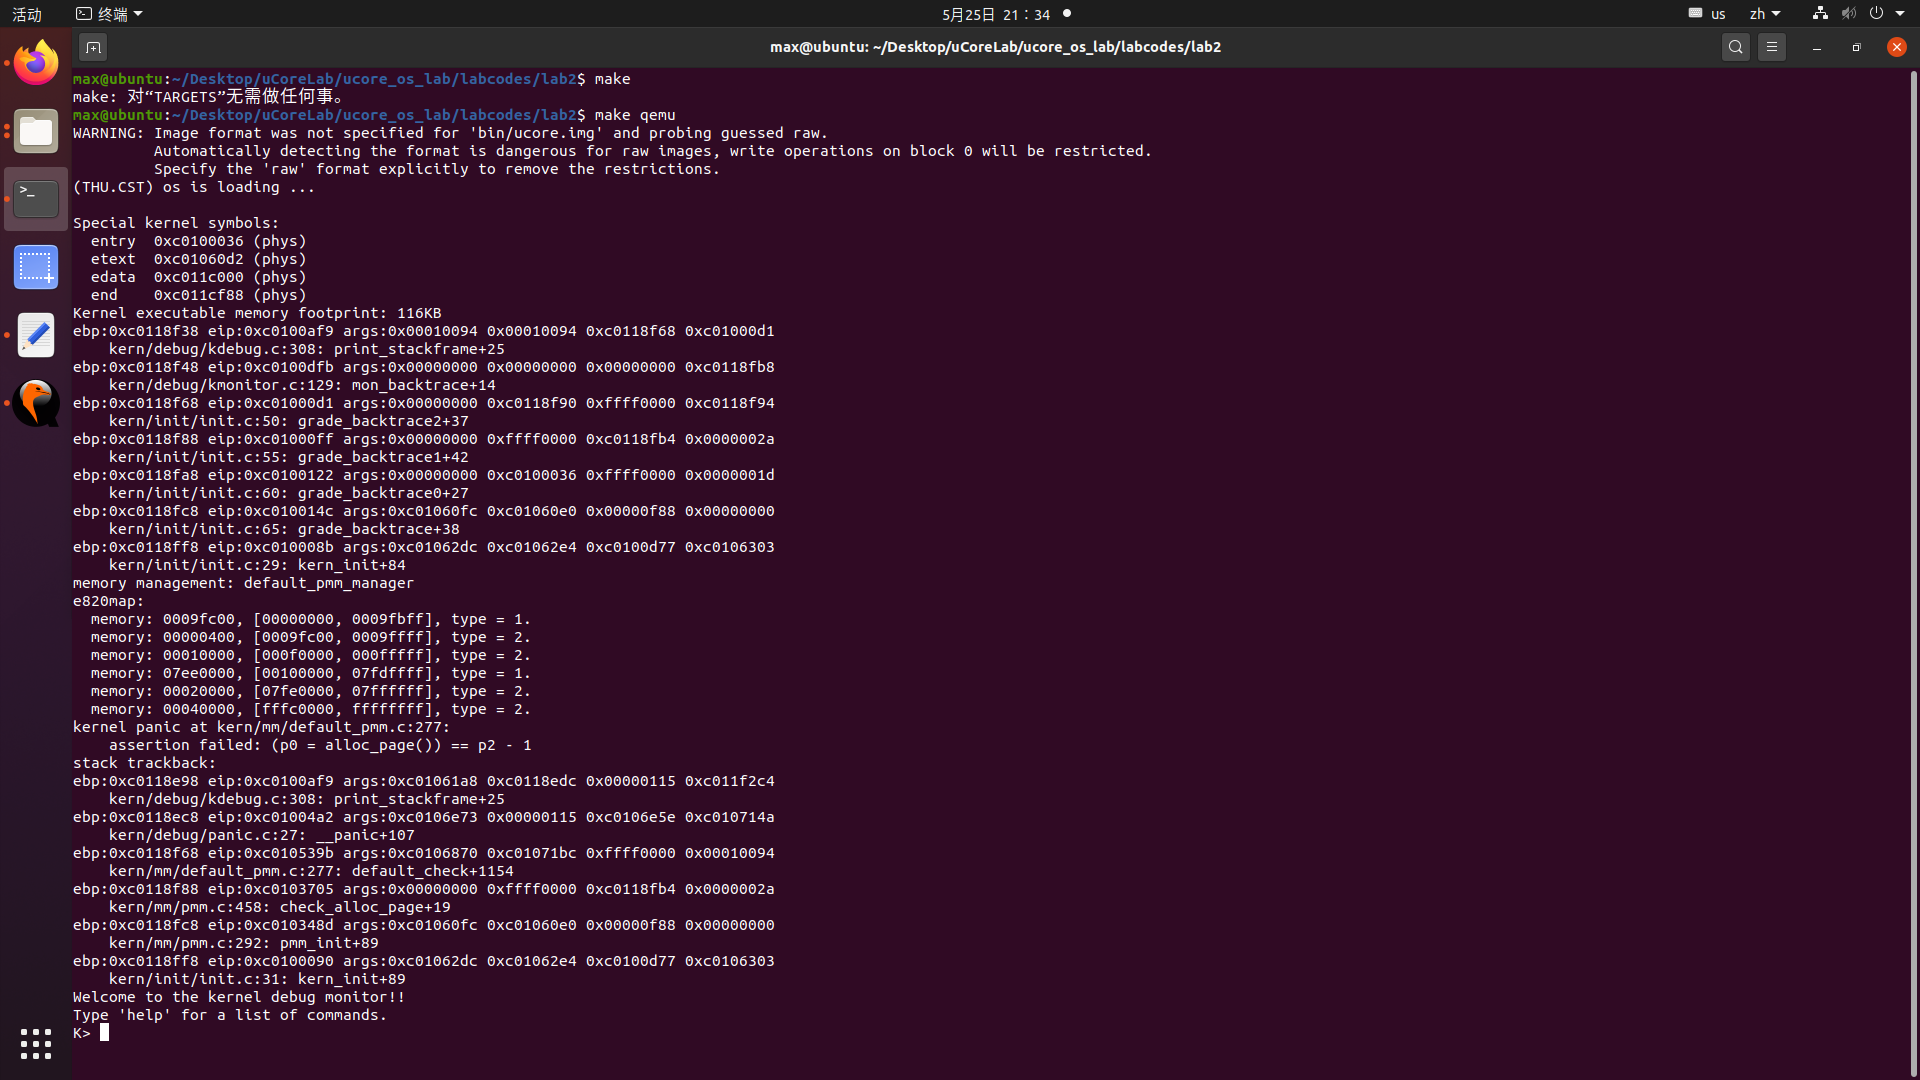 活动 终端 5月25日 21：34 us zh
max@ubuntu: ~/Desktop/uCoreLab/ucore_os_lab/labcodes/lab2
max@ubuntu:~/Desktop/uCoreLab/ucore_os_lab/labcodes/lab2$ make
make: 对“TARGETS”无需做任何事。
max@ubuntu:~/Desktop/uCoreLab/ucore_os_lab/labcodes/lab2$ make qemu
WARNING: Image format was not specified for 'bin/ucore.img' and probing guessed raw.
         Automatically detecting the format is dangerous for raw images, write operations on block 0 will be restricted.
         Specify the 'raw' format explicitly to remove the restrictions.
(THU.CST) os is loading ...

Special kernel symbols:
  entry  0xc0100036 (phys)
  etext  0xc01060d2 (phys)
  edata  0xc011c000 (phys)
  end    0xc011cf88 (phys)
Kernel executable memory footprint: 116KB
ebp:0xc0118f38 eip:0xc0100af9 args:0x00010094 0x00010094 0xc0118f68 0xc01000d1
    kern/debug/kdebug.c:308: print_stackframe+25
ebp:0xc0118f48 eip:0xc0100dfb args:0x00000000 0x00000000 0x00000000 0xc0118fb8
    kern/debug/kmonitor.c:129: mon_backtrace+14
ebp:0xc0118f68 eip:0xc01000d1 args:0x00000000 0xc0118f90 0xffff0000 0xc0118f94
    kern/init/init.c:50: grade_backtrace2+37
ebp:0xc0118f88 eip:0xc01000ff args:0x00000000 0xffff0000 0xc0118fb4 0x0000002a
    kern/init/init.c:55: grade_backtrace1+42
ebp:0xc0118fa8 eip:0xc0100122 args:0x00000000 0xc0100036 0xffff0000 0x0000001d
    kern/init/init.c:60: grade_backtrace0+27
ebp:0xc0118fc8 eip:0xc010014c args:0xc01060fc 0xc01060e0 0x00000f88 0x00000000
    kern/init/init.c:65: grade_backtrace+38
ebp:0xc0118ff8 eip:0xc010008b args:0xc01062dc 0xc01062e4 0xc0100d77 0xc0106303
    kern/init/init.c:29: kern_init+84
memory management: default_pmm_manager
e820map:
  memory: 0009fc00, [00000000, 0009fbff], type = 1.
  memory: 00000400, [0009fc00, 0009ffff], type = 2.
  memory: 00010000, [000f0000, 000fffff], type = 2.
  memory: 07ee0000, [00100000, 07fdffff], type = 1.
  memory: 00020000, [07fe0000, 07ffffff], type = 2.
  memory: 00040000, [fffc0000, ffffffff], type = 2.
kernel panic at kern/mm/default_pmm.c:277:
    assertion failed: (p0 = alloc_page()) == p2 - 1
stack trackback:
ebp:0xc0118e98 eip:0xc0100af9 args:0xc01061a8 0xc0118edc 0x00000115 0xc011f2c4
    kern/debug/kdebug.c:308: print_stackframe+25
ebp:0xc0118ec8 eip:0xc01004a2 args:0xc0106e73 0x00000115 0xc0106e5e 0xc010714a
    kern/debug/panic.c:27: __panic+107
ebp:0xc0118f68 eip:0xc010539b args:0xc0106870 0xc01071bc 0xffff0000 0x00010094
    kern/mm/default_pmm.c:277: default_check+1154
ebp:0xc0118f88 eip:0xc0103705 args:0x00000000 0xffff0000 0xc0118fb4 0x0000002a
    kern/mm/pmm.c:458: check_alloc_page+19
ebp:0xc0118fc8 eip:0xc010348d args:0xc01060fc 0xc01060e0 0x00000f88 0x00000000
    kern/mm/pmm.c:292: pmm_init+89
ebp:0xc0118ff8 eip:0xc0100090 args:0xc01062dc 0xc01062e4 0xc0100d77 0xc0106303
    kern/init/init.c:31: kern_init+89
Welcome to the kernel debug monitor!!
Type 'help' for a list of commands.
K>